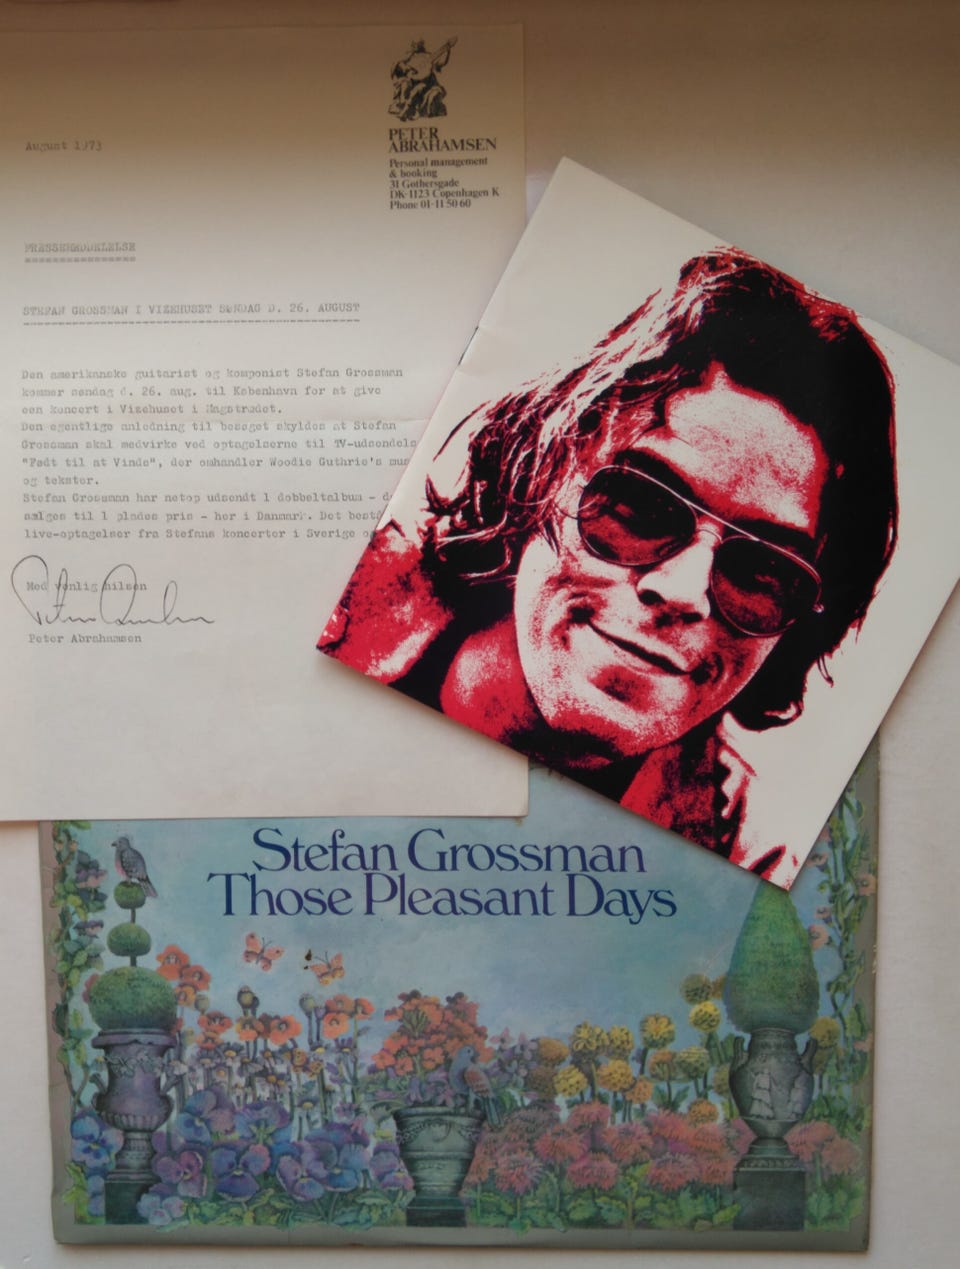 PETER
ABRAHAMSEN
Personal management
& booking
31 Gothersgade
DK-1123 Copenhagen K
Phone 01-11 50 60
August 1973
PRESSEMEDDELELSE
STEFAN GROSSMAN I VIZEHUSET SØNDAG D. 26. AUGUST
Den amerikanske guitarist og komponist Stefan Grossman
kommer søndag d. 26. aug. til København for at give
een koncert i Vizehuset i Magstrædet.
Den egentlige anledning til besøget skyldes at Stefan
Grossman skal medvirke ved optagelserne til TV-udsendels
"Født til at Vinde", der omhandler Woodie Guthrie's mu
og tekster.
Stefan Grossman har netop udsendt 1 dobbeltalbum - d
sælges til 1 plades pris - her i Danmark. Det best
live-optagelser fra Stefans koncerter i Sverige o
Med venlig hilsen
Peter Abrahamsen
Stefan Grossman
Those Pleasant Days